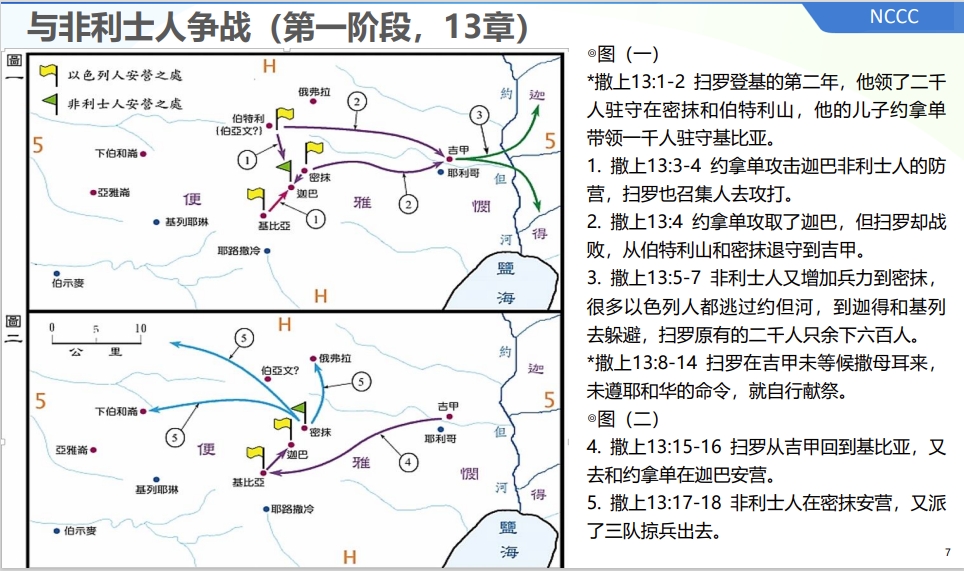 NCCC
与非利士人争战（第一阶段，13章）
圖一
以色列人安營之處
非利士人安營之處
H
俄弗拉
伯特利
(伯亞文?)
②
③
約
迦
5
5
下伯和崙
①
吉甲
密抹
耶利哥
但
亞雅崙
迦巴
便
雅
憫
②
基列耶琳
基比亞
①
河
得
耶路撒冷
鹽
海
伯示麥
H
圖二
0 5 10
公 里
H
⑤
俄弗拉
約
迦
伯亞文?
⑤
5
5
下伯和崙
⑤
吉甲
密抹
耶利哥
但
亞雅崙
便
迦巴
雅
④
憫
基列耶琳
基比亞
河
得
耶路撒冷
鹽
海
伯示麥
H
◎图（一）
*撒上13:1-2 扫罗登基的第二年，他领了二千
人驻守在密抹和伯特利山，他的儿子约拿单
带领一千人驻守基比亚。
1. 撒上13:3-4 约拿单攻击迦巴非利士人的防
营，扫罗也召集人去攻打。
2. 撒上13:4 约拿单攻取了迦巴，但扫罗却战
败，从伯特利山和密抹退守到吉甲。
3. 撒上13:5-7 非利士人又增加兵力到密抹，
很多以色列人都逃过约但河，到迦得和基列
去躲避，扫罗原有的二千人只余下六百人。
*撒上13:8-14 扫罗在吉甲未等候撒母耳来，
未遵耶和华的命令，就自行献祭。
◎图（二）
4. 撒上13:15-16 扫罗从吉甲回到基比亚，又
去和约拿单在迦巴安营。
5. 撒上13:17-18 非利士人在密抹安营，又派
了三队掠兵出去。
7